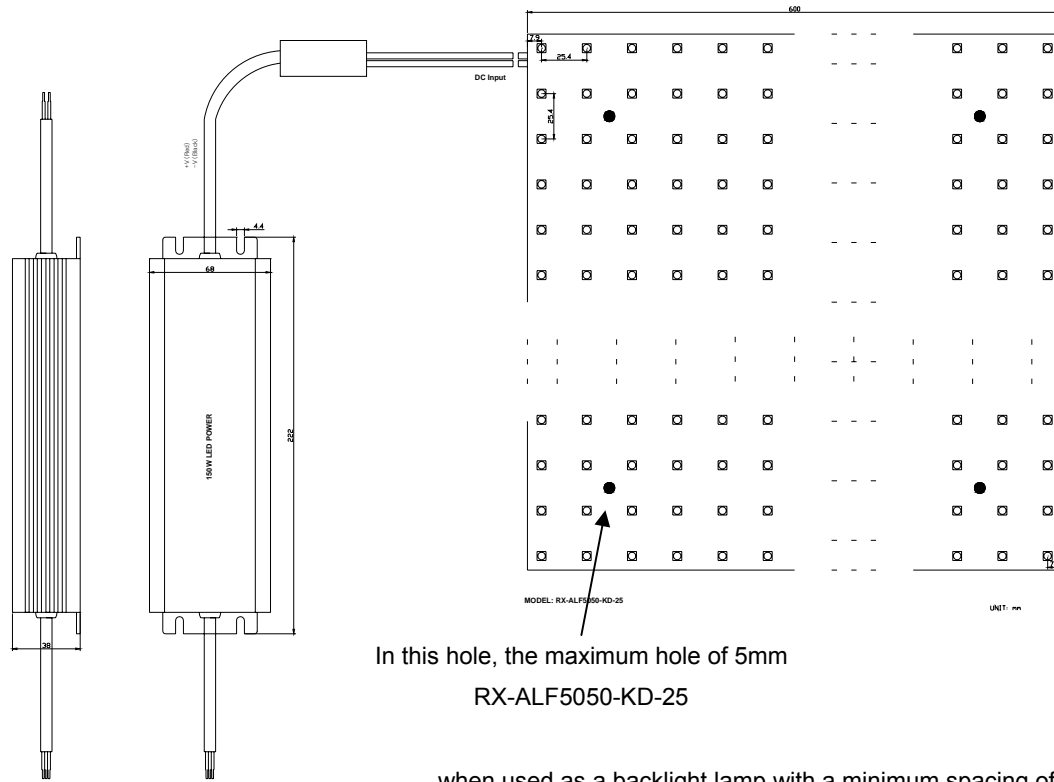 600
7.9
25.4
25.4
DC Input
+V (Red)
-V (Black)
4.4
68
150W LED POWER
222
38
MODEL: RX-ALF5050-KD-25
UNIT: mm
In this hole, the maximum hole of 5mm
RX-ALF5050-KD-25
when used as a backlight lamp with a minimum spacing of